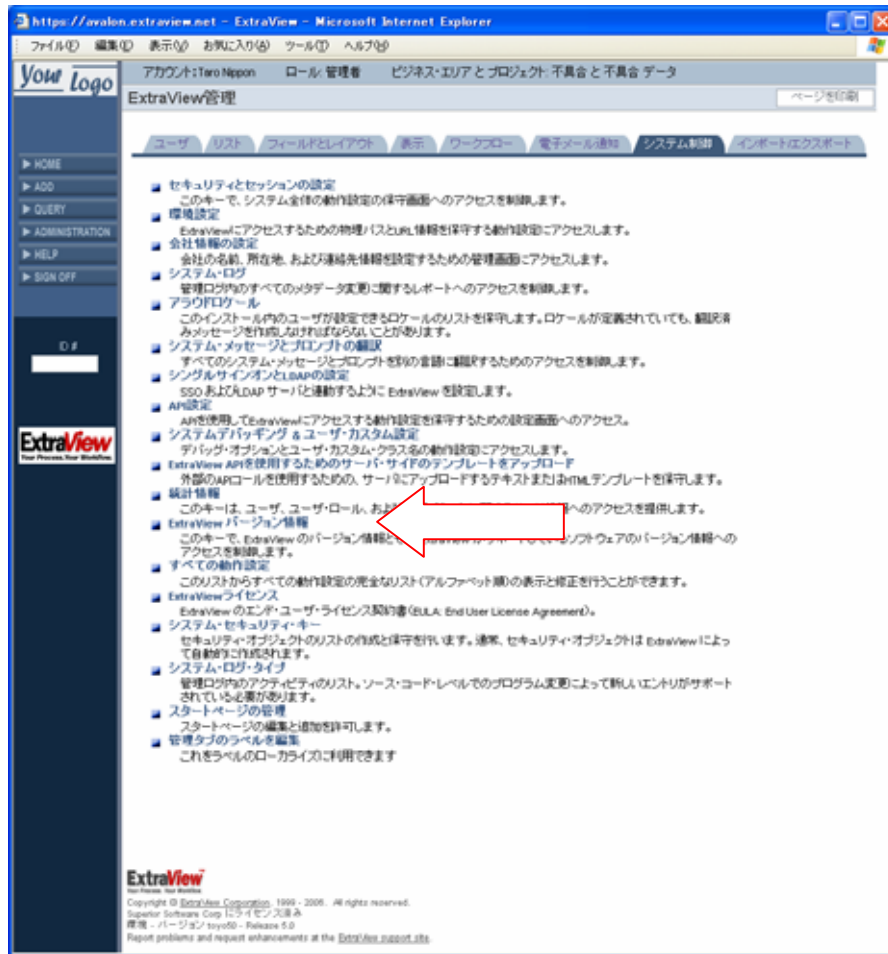 https://avalon.extraview.net - ExtraView - Microsoft Internet Explorer
ファイル(F) 編集(E) 表示(V) お気に入り(A) ツール(T) ヘルプ(H)
Your Logo
アカウント: Taro Nippon ロール: 管理者 ビジネス・エリア と プロジェクト: 不具合 と 不具合 データ
ExtraView管理
ページを印刷
ユーザ リスト フィールドとレイアウト 表示 ワークフロー 電子メール通知 システム制御 インポート/エクスポート
HOME
ADD
QUERY
ADMINISTRATION
HELP
SIGN OFF
ID #
ExtraView
Your Process. Your Workflow.
セキュリティとセッションの設定
このキーで、システム全体の動作設定の保守画面へのアクセスを制御します。
環境設定
ExtraViewにアクセスするための物理パスとURL情報を保守する動作設定にアクセスします。
会社情報の設定
会社の名前、所在地、および連絡先情報を設定するための管理画面にアクセスします。
システム・ログ
管理ログ内のすべてのメタデータ変更に関するレポートへのアクセスを制御します。
アラウドロケール
このインストール内のユーザが設定できるロケールのリストを保守します。ロケールが定義されていても、翻訳済
みメッセージを作成しなければならないことがあります。
システム・メッセージとプロンプトの翻訳
すべてのシステム・メッセージとプロンプトを別の言語に翻訳するためのアクセスを制御します。
シングルサインオンとLDAPの設定
SSO およびLDAP サーバと連動するように ExtraView を設定します。
API設定
APIを使用してExtraViewにアクセスする動作設定を保守するための設定画面へのアクセス。
システムデバッギング & ユーザ・カスタム設定
デバッグ・オプションとユーザ・カスタム・クラス名の動作設定にアクセスします。
ExtraView APIを使用するためのサーバ・サイドのテンプレートをアップロード
外部のAPIコールを使用するための、サーバにアップロードするテキストまたはHTMLテンプレートを保守します。
統計情報
このキーは、ユーザ、ユーザ・ロール、およ 報へのアクセスを提供します。
ExtraView バージョン情報
このキーで、ExtraView のバージョン情報と ているソフトウェアのバージョン情報への
アクセスを制御します。
すべての動作設定
このリストからすべての動作設定の完全なリスト(アルファベット順)の表示と修正を行うことができます。
ExtraViewライセンス
ExtraView のエンド・ユーザ・ライセンス契約書(EULA: End User License Agreement)。
システム・セキュリティ・キー
セキュリティ・オブジェクトのリストの作成と保守を行います。通常、セキュリティ・オブジェクトは ExtraView によっ
て自動的に作成されます。
システム・ログ・タイプ
管理ログ内のアクティビティのリスト。ソース・コード・レベルでのプログラム変更によって新しいエントリがサポート
されている必要があります。
スタートページの管理
スタートページの編集と追加を許可します。
管理タブのラベルを編集
これをラベルのローカライズに利用できます
ExtraView
Your Process. Your Workflow.
Copyright © ExtraView Corporation. 1999 - 2006. All rights reserved.
Superior Software Corp にライセンス済み
環境 - バージョン toyo50 - Release 5.0
Report problems and request enhancements at the ExtraView support site.